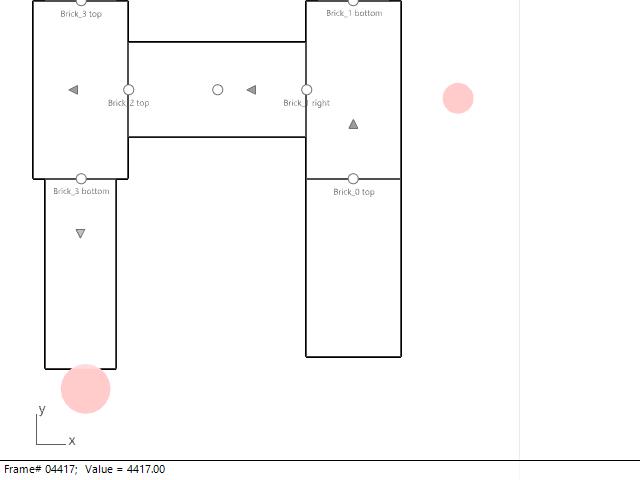 Brick_3 top
Brick_1 bottom
Brick_2 top
Brick_1 right
Brick_3 bottom
Brick_0 top
y
x
Frame# 04417; Value = 4417.00